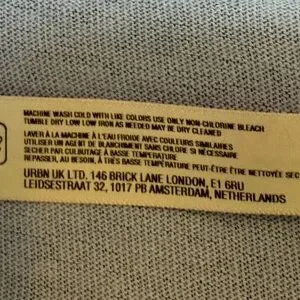 MACHINE WASH COLD WITH LIKE COLORS USE ONLY NON-CHLORINE BLEACH
TUMBLE DRY LOW LOW IRON AS NEEDED MAY BE DRY CLEANED
LAVER À LA MACHINE À L'EAU FROIDE AVEC COULEURS SIMILAIRES
UTILISER UN AGENT DE BLANCHIMENT SANS CHLORE SI NÉCESSAIRE
PAR CULBUTAGE À BASSE TEMPÉRATURE
REPASSER, AU BESOIN, À TRÈS BASSE TEMPÉRATURE PEUT-ÊTRE ÊTRE NETTOYÉ
URBN UK LTD. 146 BRICK LANE LONDON, E1 6RU
LEIDSESTRAAT 32, 1017 PB AMSTERDAM, NETHERLANDS